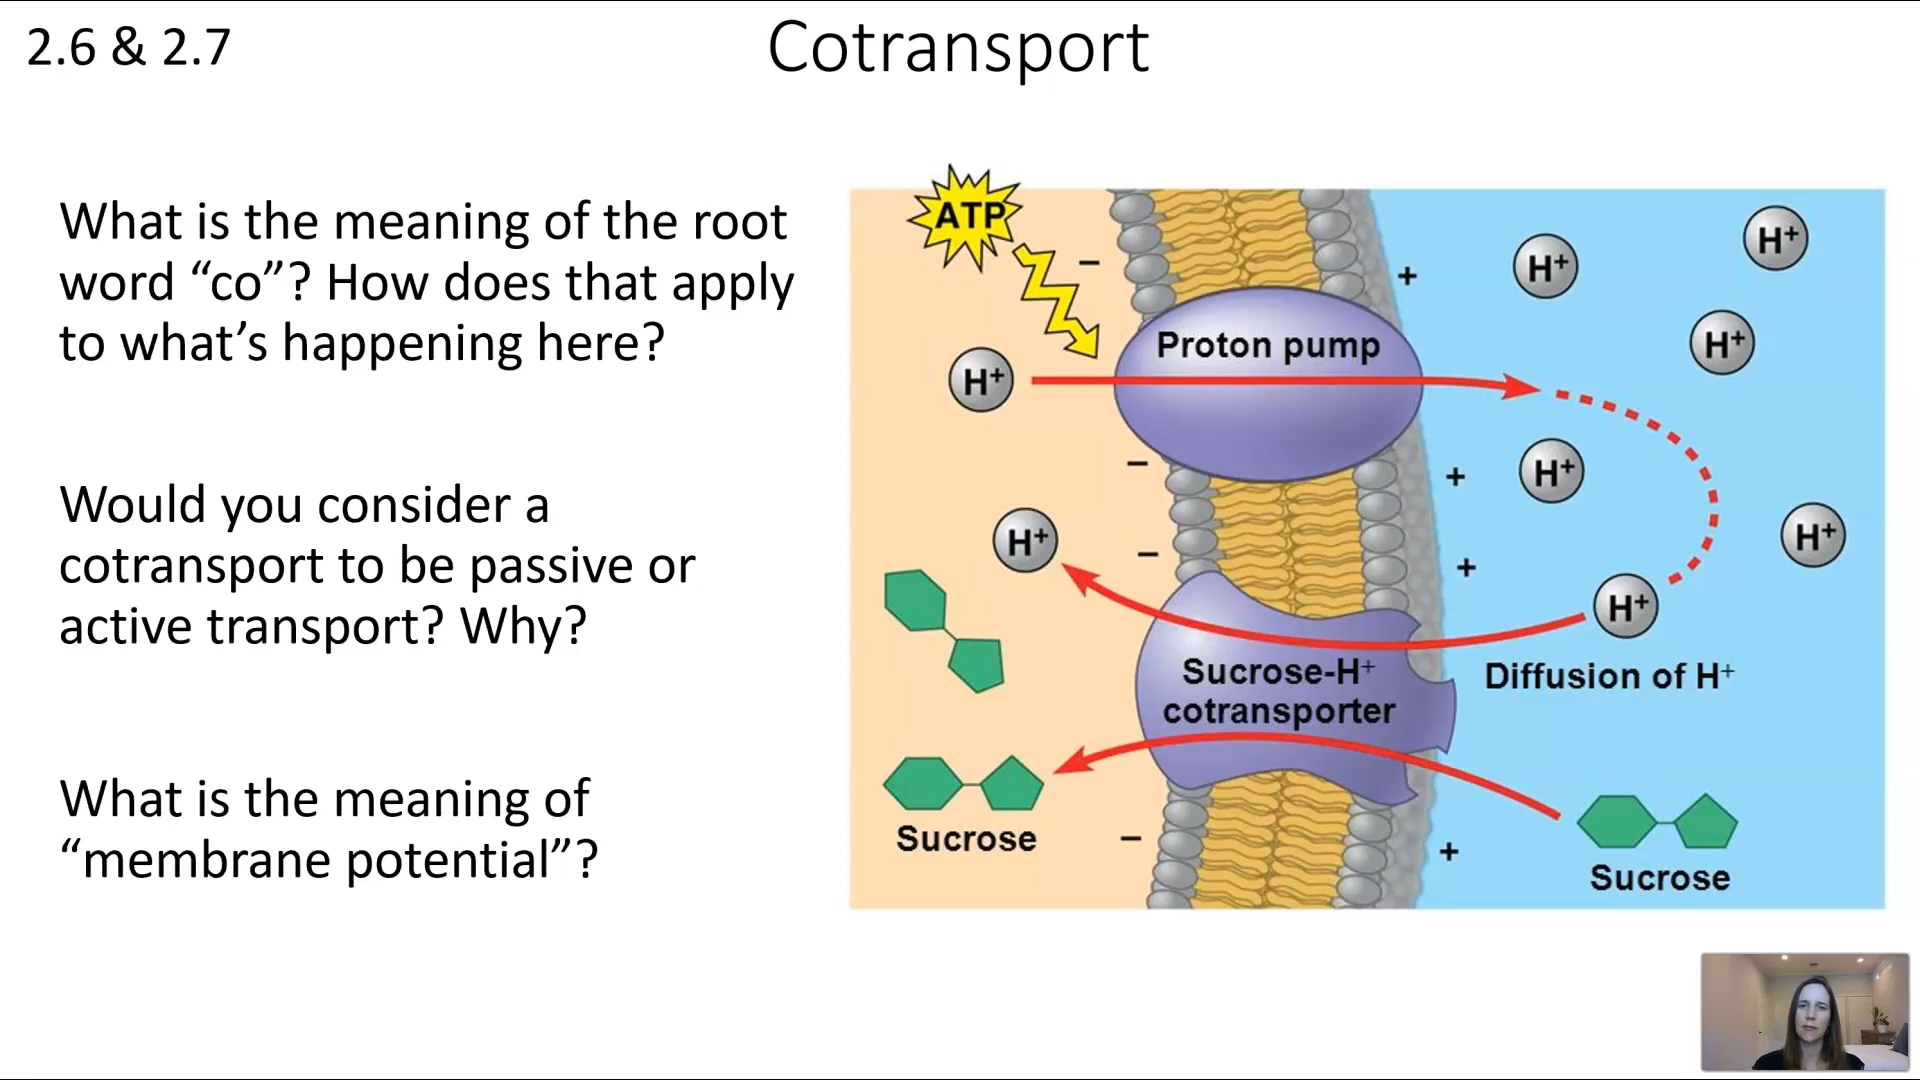 2.6 & 2.7
Cotransport
What is the meaning of the root
word “co”? How does that apply
to what’s happening here?
Would you consider a
cotransport to be passive or
active transport? Why?
What is the meaning of
“membrane potential”?
ATP
−
+
H+
H+
H+
Proton pump
H+
−
+
H+
H+
H+
−
+
H+
Sucrose-H+
cotransporter
Diffusion of H+
Sucrose
−
+
Sucrose